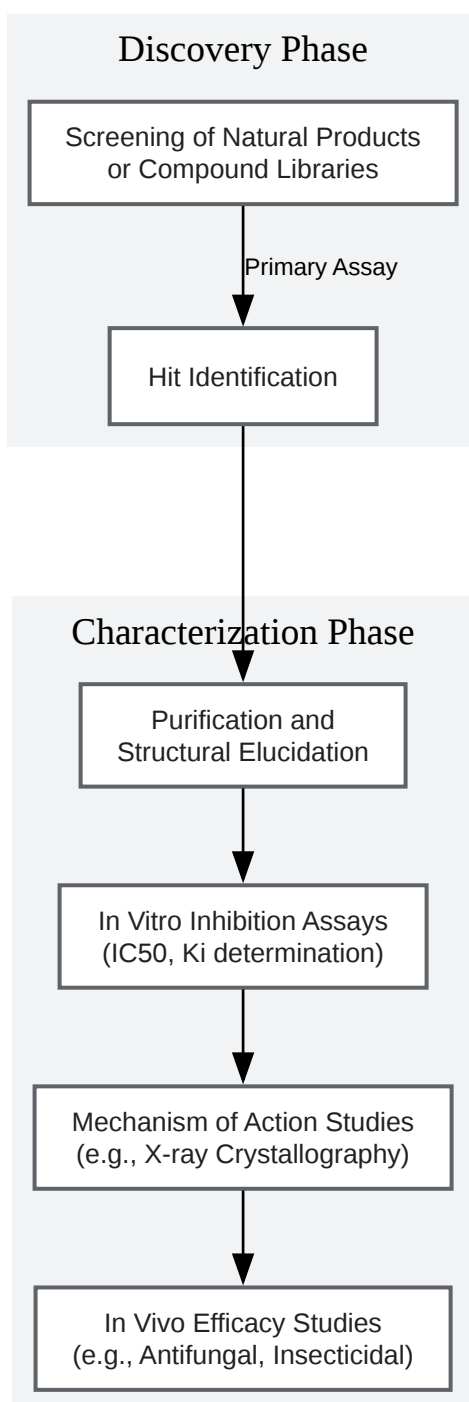 Discovery Phase
Screening of Natural Products
or Compound Libraries
Primary Assay
Hit Identification
Characterization Phase
Purification and
Structural Elucidation
In Vitro Inhibition Assays
(IC50, Ki determination)
Mechanism of Action Studies
(e.g., X-ray Crystallography)
In Vivo Efficacy Studies
(e.g., Antifungal, Insecticidal)